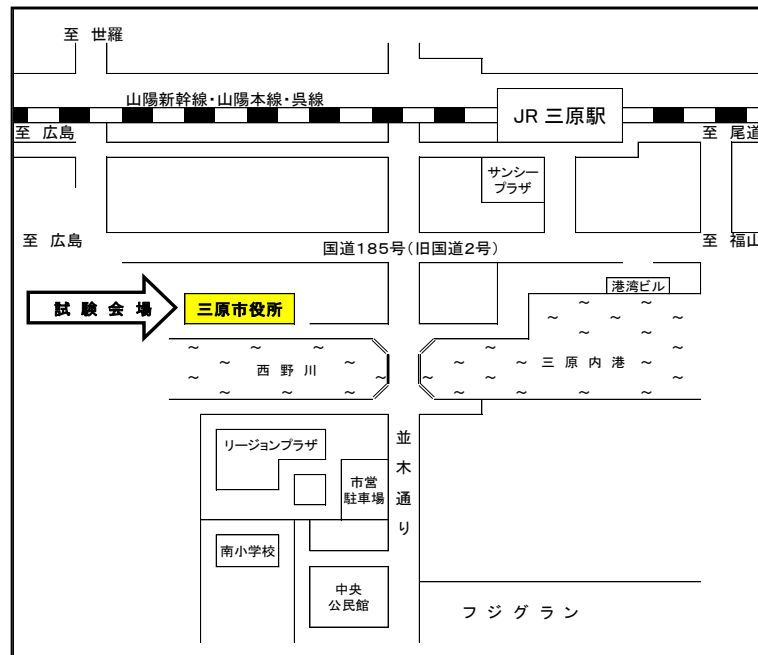 至 世羅
山陽新幹線・山陽本線・呉線
JR 三原駅
至 広島
至 尾道
サンシー
プラザ
至 広島
国道185号(旧国道2号)
至 福山
港湾ビル
試験会場
三原市役所
西野川
三原内港
リージョンプラザ
並木通り
市営
駐車場
南小学校
中央
公民館
フジグラン